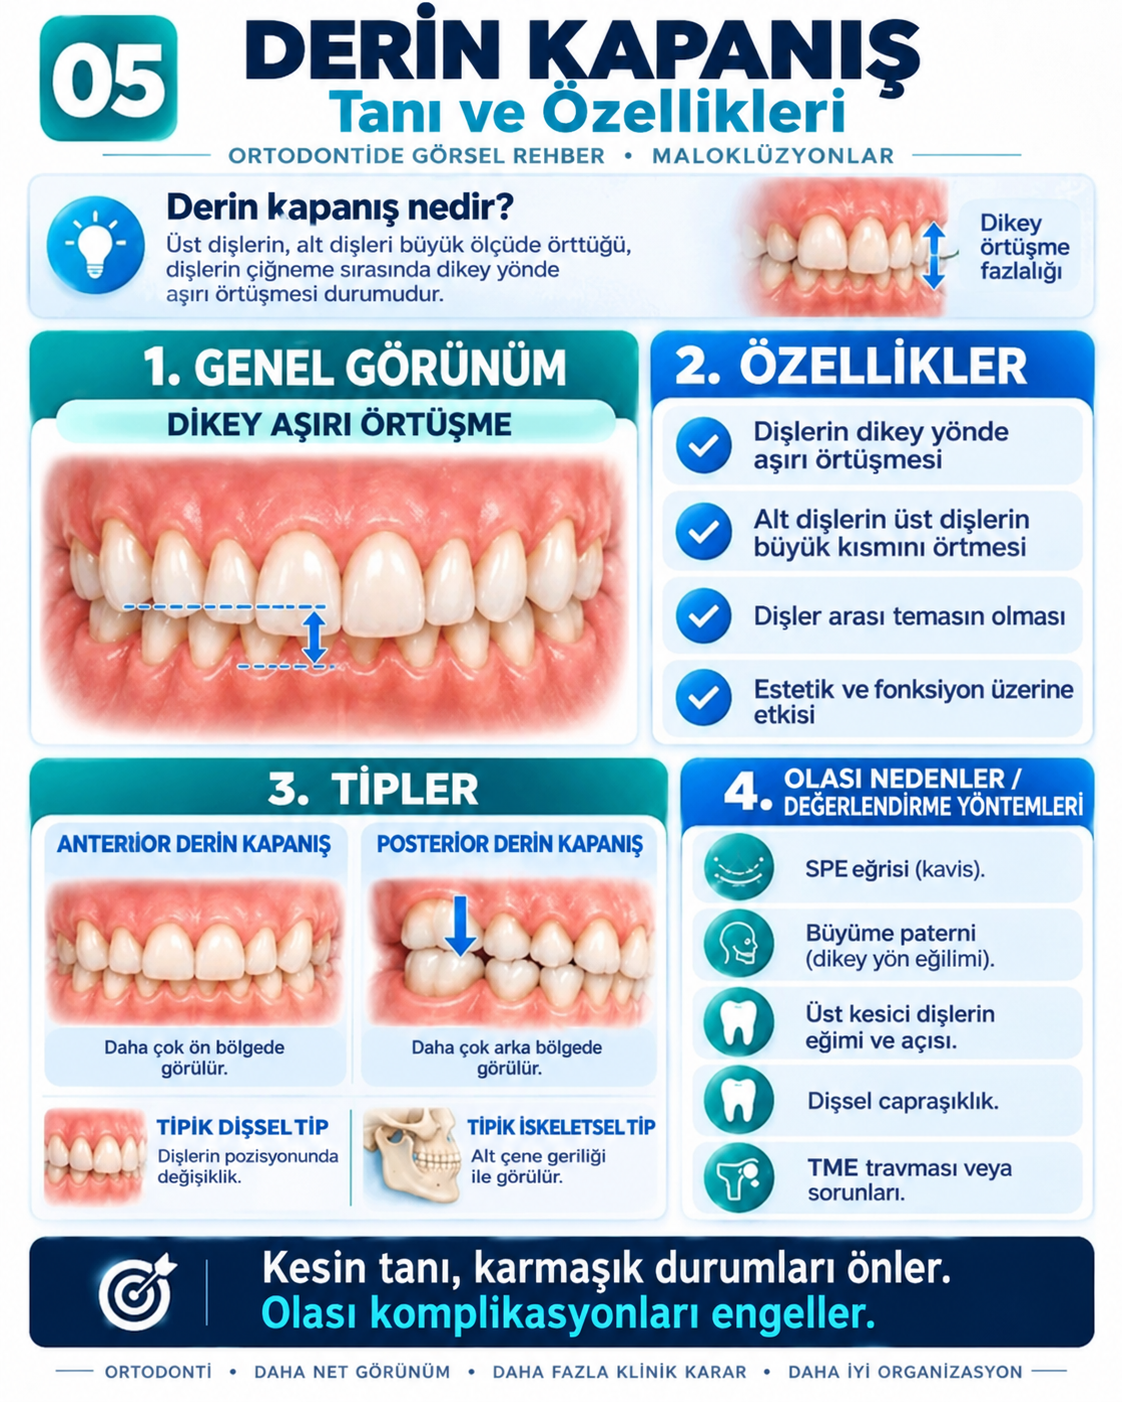 05
DERİN KAPANIŞ
Tanı ve Özellikleri
ORTODONTİDE GÖRSEL REHBER • MALOKLÜZYONLAR
Derin kapanış nedir?
Üst dişlerin, alt dişleri büyük ölçüde örttüğü,
dişlerin çiğneme sırasında dikey yönde
aşırı örtüşmesi durumudur.
Dikey
örtüşme
fazlalığı
1. GENEL GÖRÜNÜM
DİKEY AŞIRI ÖRTÜŞME
2. ÖZELLİKLER
Dişlerin dikey yönde
aşırı örtüşmesi
Alt dişlerin üst dişlerin
büyük kısmını örtmesi
Dişler arası temasın olması
Estetik ve fonksiyon üzerine
etkisi
3. TİPLER
ANTERİİOR DERİN KAPANIŞ
Daha çok ön bölgede
görülür.
POSTERİOR DERİN KAPANIŞ
Daha çok arka bölgede
görülür.
TİPİK DİŞSEL TİP
Dişlerin pozisyonunda
değişiklik.
TİPİK İSKELETSEL TİP
Alt çene geriliği
ile görülür.
4. OLASI NEDENLER /
DEĞERLENDİRME YÖNTEMLERİ
SPE eğrisi (kavis).
Büyüme paterni
(dikey yön eğilimi).
Üst kesici dişlerin
eğimi ve açısı.
Dişsel capraşıklık.
TME travması veya
sorunları.
Kesin tanı, karmaşık durumları önler.
Olası komplikasyonları engeller.
ORTODONTİ • DAHA NET GÖRÜNÜM • DAHA FAZLA KLİNİK KARAR • DAHA İYİ ORGANİZASYON